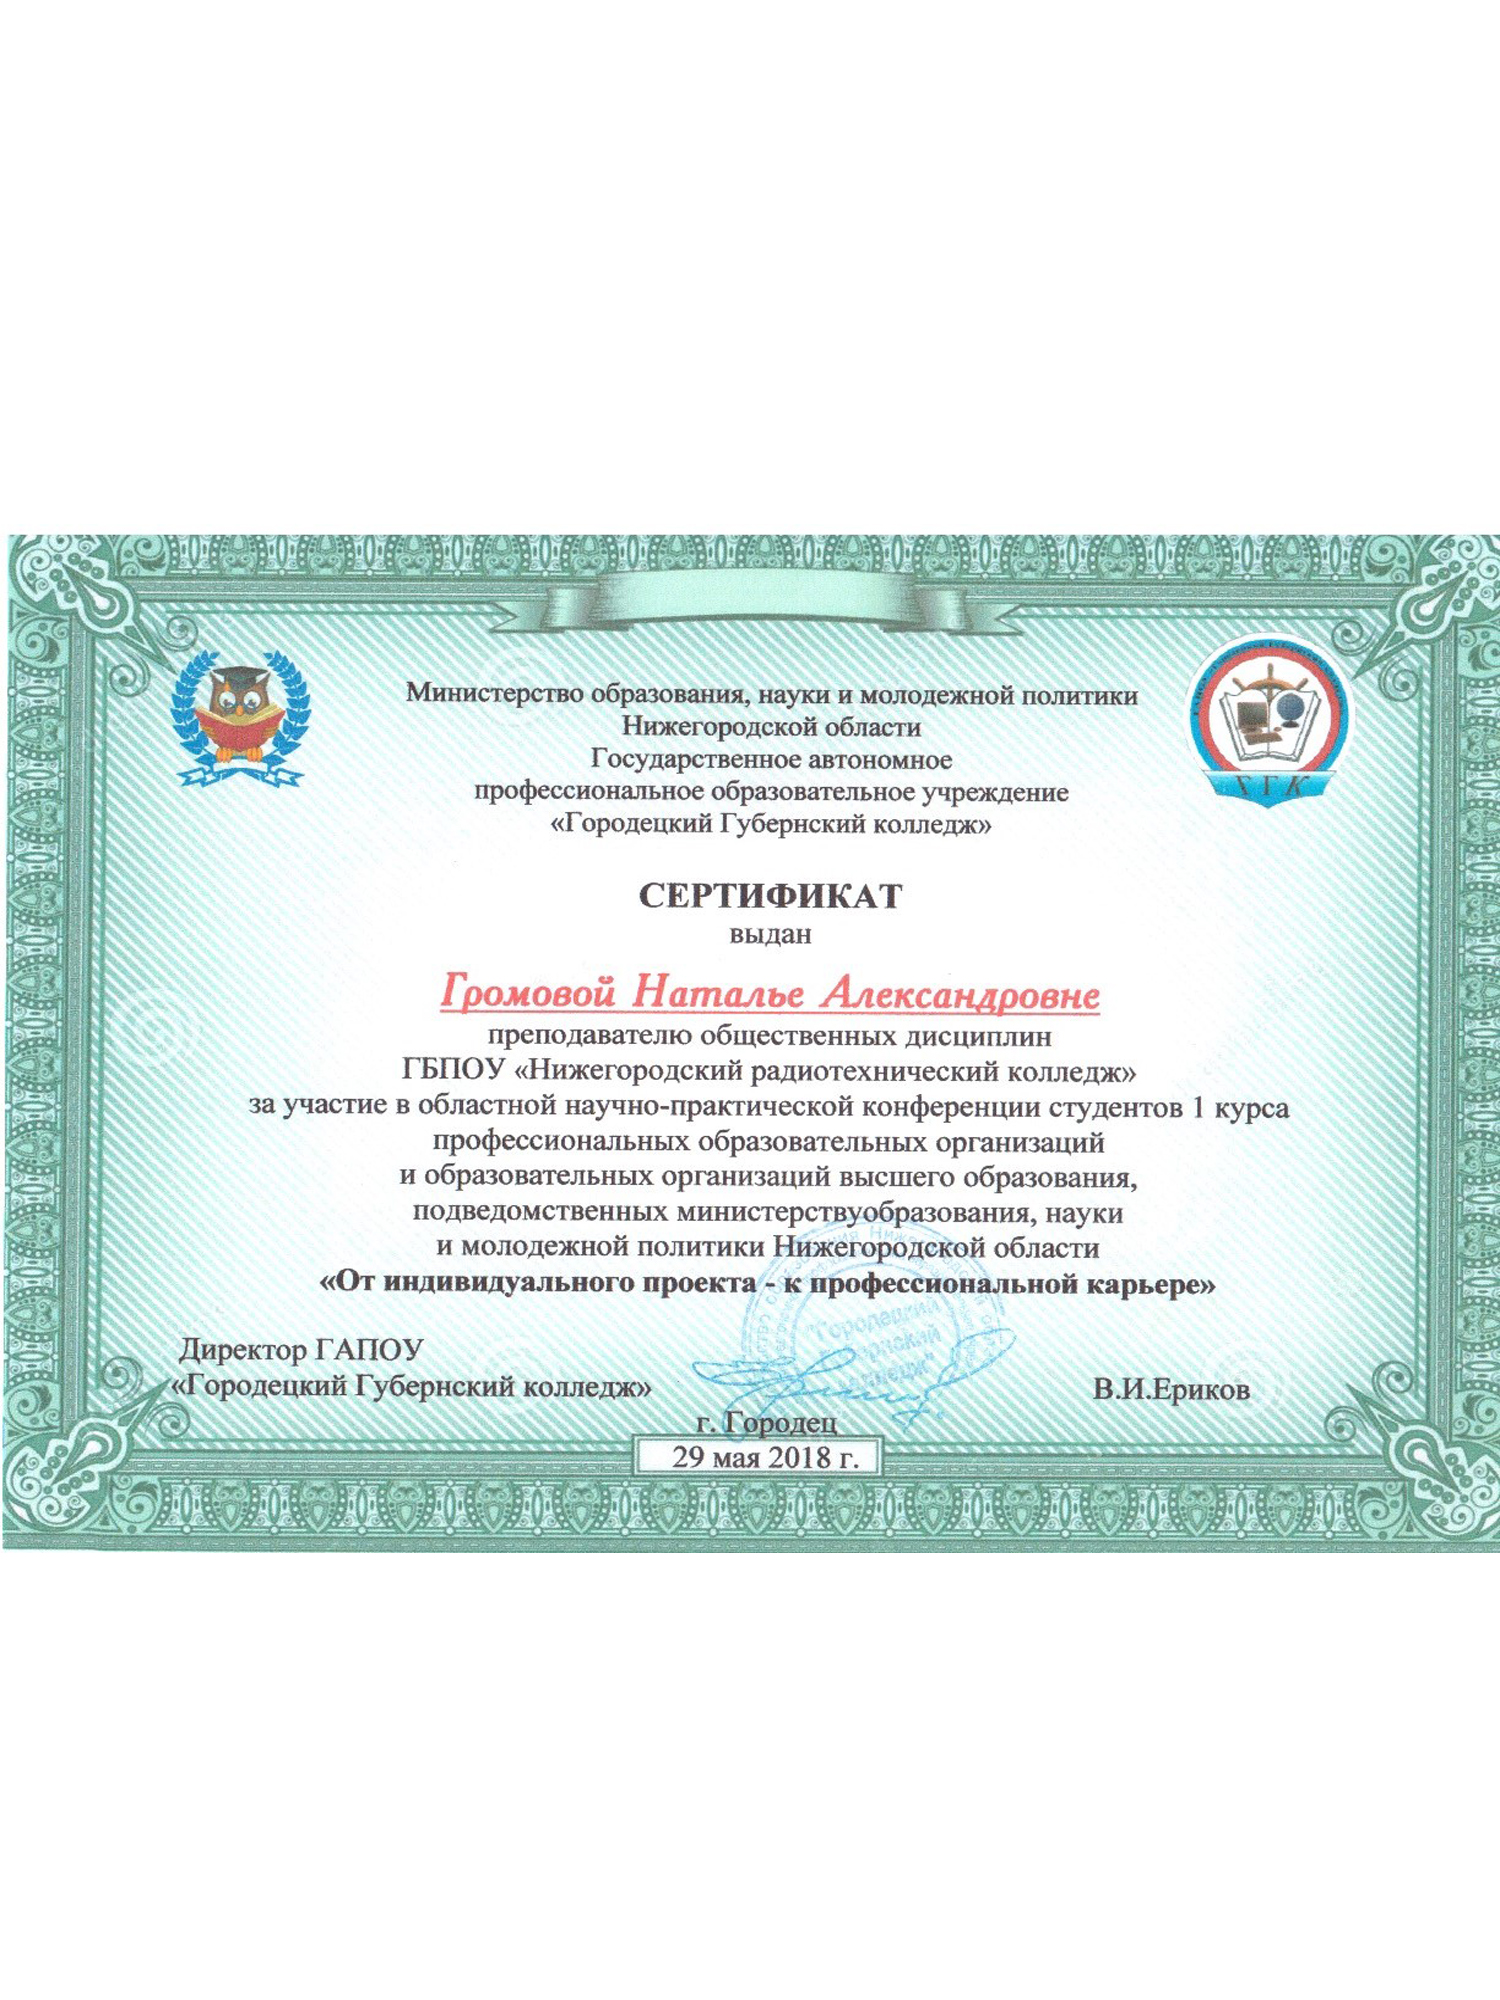 Министерство образования, науки и молодежной политики
Нижегородской области
Государственное автономное
профессиональное образовательное учреждение
«Городецкий Губернский колледж»
ГГК
СЕРТИФИКАТ
выдан
Громовой Наталье Александровне
преподавателю общественных дисциплин
ГБПОУ «Нижегородский радиотехнический колледж»
за участие в областной научно-практической конференции студентов 1 курса
профессиональных образовательных организаций
и образовательных организаций высшего образования,
подведомственных министерствуобразования, науки
и молодежной политики Нижегородской области
«От индивидуального проекта - к профессиональной карьере»
"Городецкий
Директор ГАПОУ
«Городецкий Губернский колледж»
В.И.Ериков
г. Городец
29 мая 2018 г.